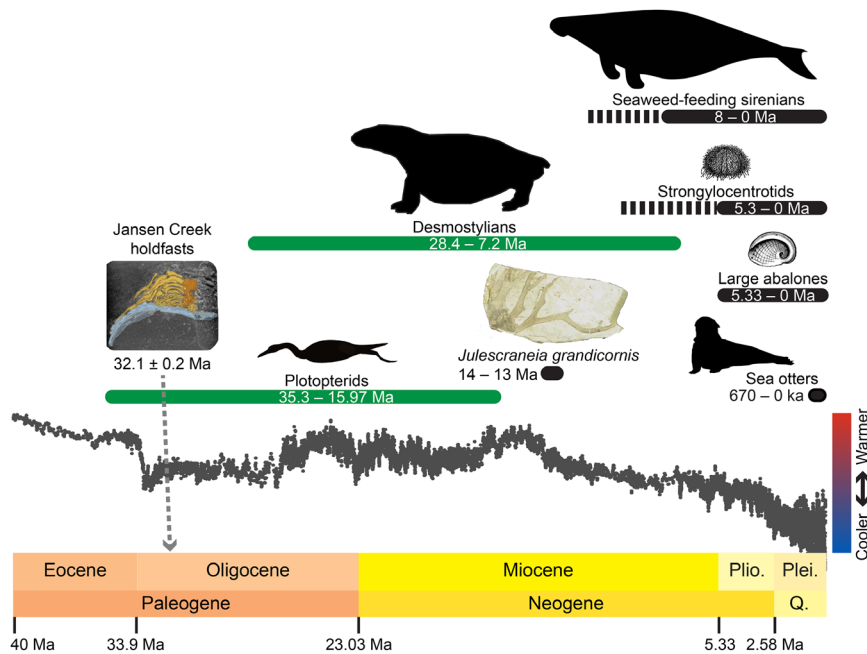 Seaweed-feeding sirenians
8 – 0 Ma
Strongylocentrotids
5.3 – 0 Ma
Desmostylians
28.4 – 7.2 Ma
Jansen Creek
holdfasts
Large abalones
5.33 – 0 Ma
32.1 ± 0.2 Ma
Julescraneia grandicornis
14 – 13 Ma
Plotopterids
35.3 – 15.97 Ma
Sea otters
670 – 0 ka
Cooler Warmer
Eocene Oligocene Miocene Plio. Plei.
Paleogene Neogene Q.
40 Ma 33.9 Ma 23.03 Ma 5.33 2.58 Ma